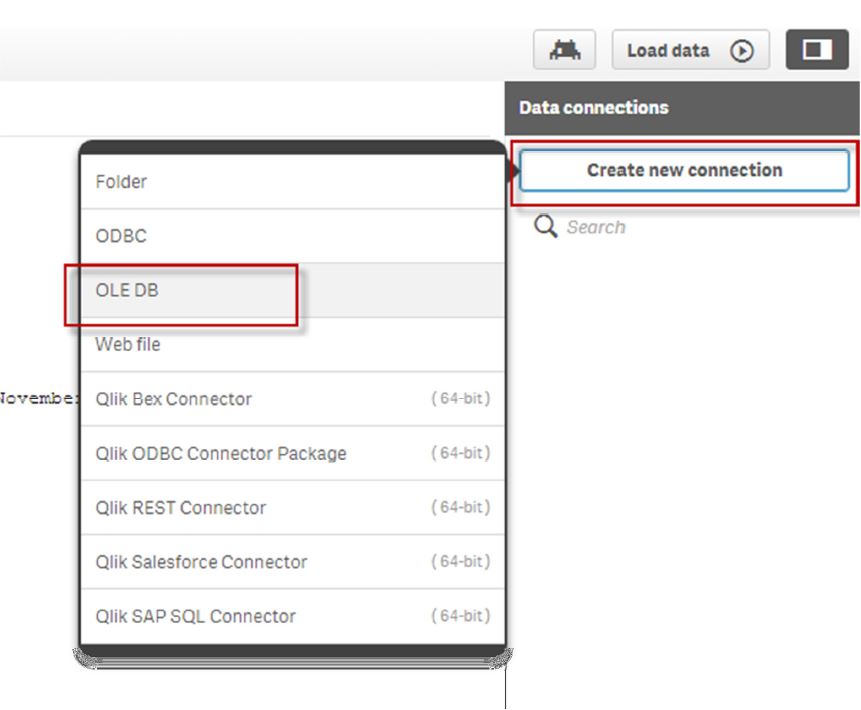 Load data
Data connections
Create new connection
Search
Folder
ODBC
OLE DB
Web file
Qlik Bex Connector (64-bit)
Qlik ODBC Connector Package (64-bit)
Qlik REST Connector (64-bit)
Qlik Salesforce Connector (64-bit)
Qlik SAP SQL Connector (64-bit)